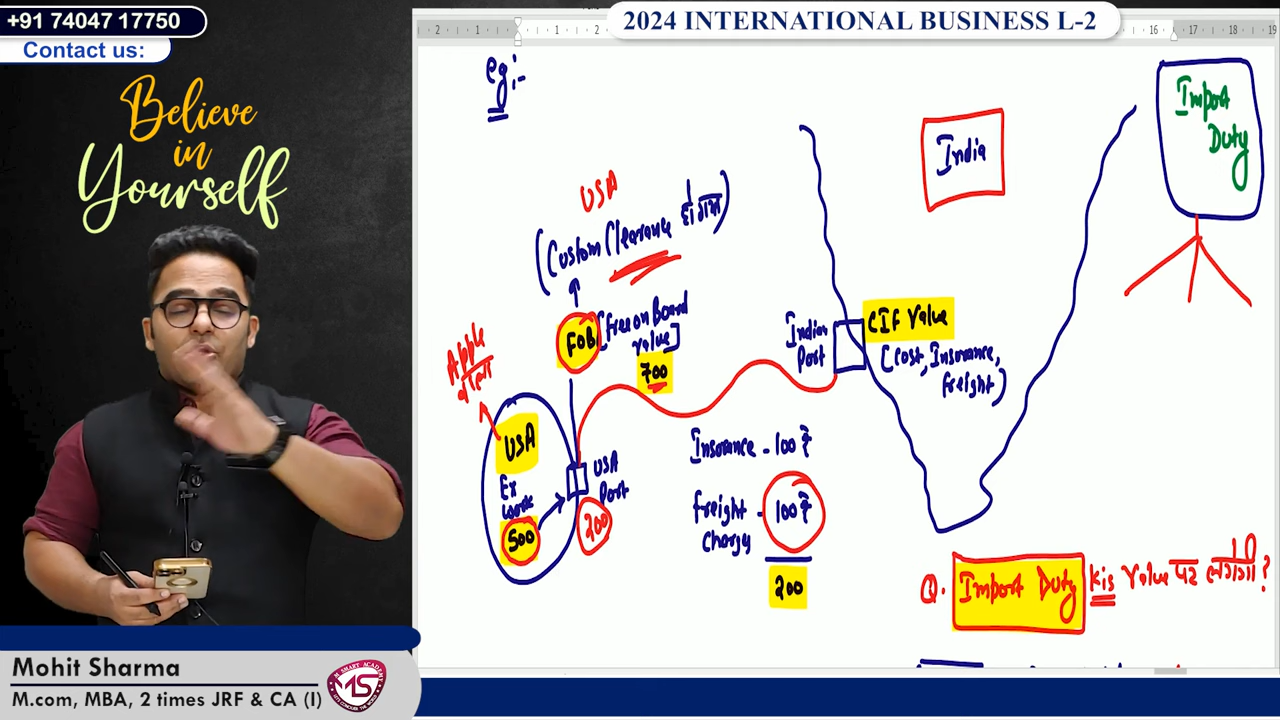 +91 74047 17750
Contact us:
Believe
in
Yourself
2024 INTERNATIONAL BUSINESS L-2
eg:-
India
Import
Duty
USA
(Custom Clearance
FOB
[Free on Board
Value]
700
Apple
USA
Ex
Work
500
USA
Port
200
Indian
Port
CIF Value
(Cost, Insurance,
freight)
Insurance - 100 ₹
freight - 100 ₹
Charge
200
Q. Import Duty kis Value पर लगेगी ?
Mohit Sharma
M.com, MBA, 2 times JRF & CA (I)
MS